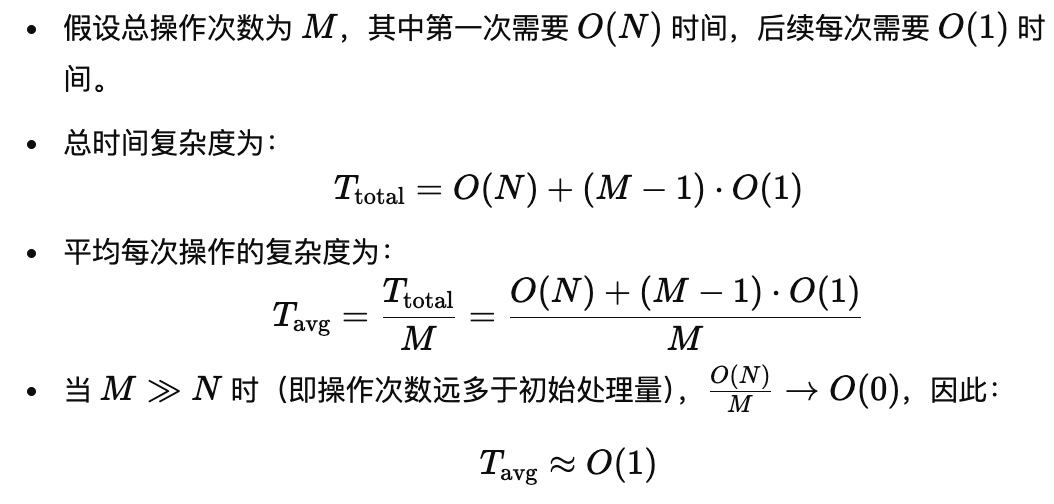 • 假设总操作次数为 $M$，其中第一次需要 $O(N)$ 时间，后续每次需要 $O(1)$ 时
间。
• 总时间复杂度为：
$T_{\text{total}} = O(N) + (M - 1) \cdot O(1)$
• 平均每次操作的复杂度为：
$T_{\text{avg}} = \frac{T_{\text{total}}}{M} = \frac{O(N) + (M - 1) \cdot O(1)}{M}$
• 当 $M \gg N$ 时（即操作次数远多于初始处理量），$\frac{O(N)}{M} \to O(0)$，因此：
$T_{\text{avg}} \approx O(1)$